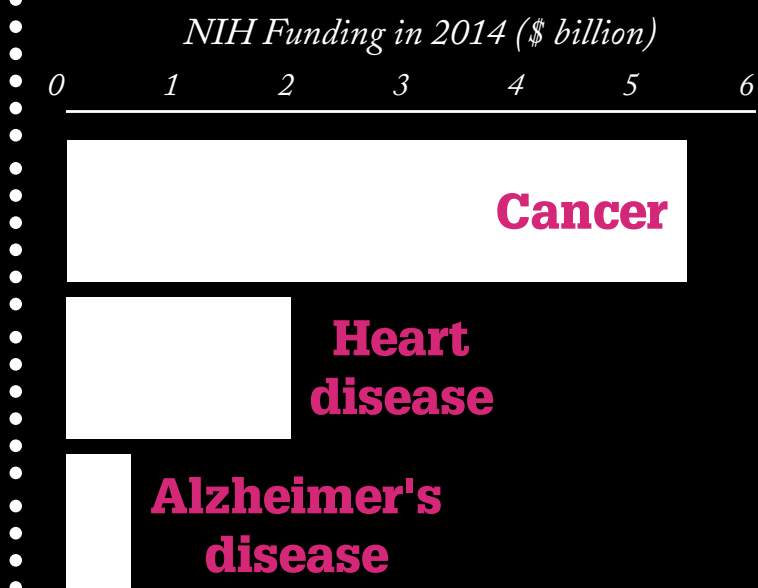 NIH Funding in 2014 ($ billion)
0 1 2 3 4 5 6
Cancer
Heart
disease
Alzheimer's
disease